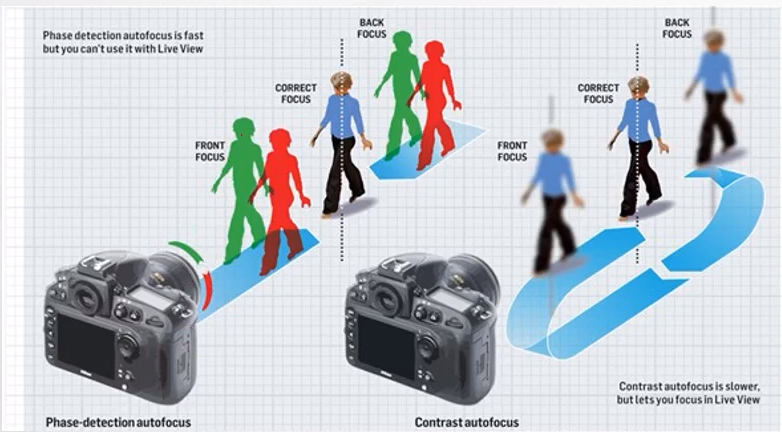 Phase detection autofocus is fast
but you can't use it with Live View
FRONT
FOCUS
CORRECT
FOCUS
BACK
FOCUS
Phase-detection autofocus
FRONT
FOCUS
CORRECT
FOCUS
BACK
FOCUS
Contrast autofocus is slower,
but lets you focus in Live View
Contrast autofocus